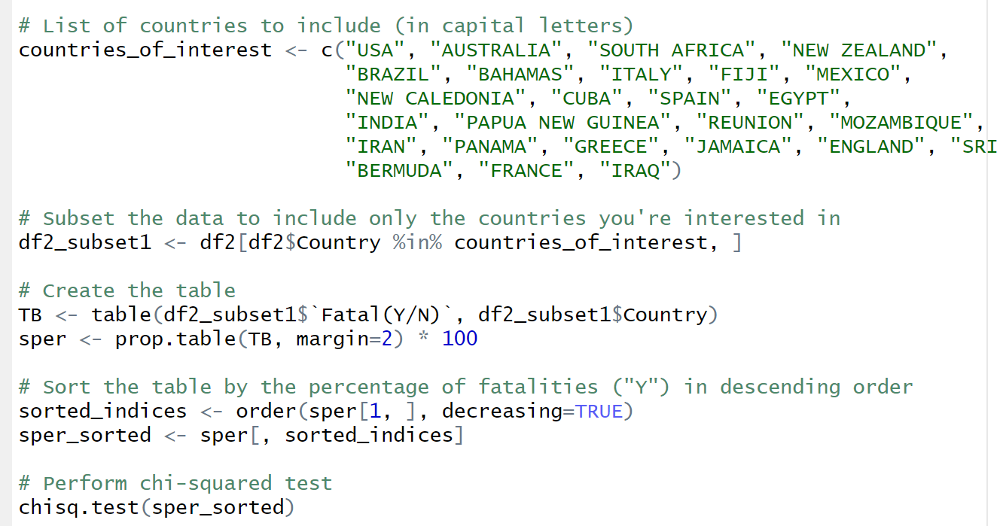 # List of countries to include (in capital letters)
countries_of_interest <- c("USA", "AUSTRALIA", "SOUTH AFRICA", "NEW ZEALAND",
                           "BRAZIL", "BAHAMAS", "ITALY", "FIJI", "MEXICO",
                           "NEW CALEDONIA", "CUBA", "SPAIN", "EGYPT",
                           "INDIA", "PAPUA NEW GUINEA", "REUNION", "MOZAMBIQUE",
                           "IRAN", "PANAMA", "GREECE", "JAMAICA", "ENGLAND", "SRI
                           "BERMUDA", "FRANCE", "IRAQ")

# Subset the data to include only the countries you're interested in
df2_subset1 <- df2[df2$Country %in% countries_of_interest, ]

# Create the table
TB <- table(df2_subset1$`Fatal(Y/N)`, df2_subset1$Country)
sper <- prop.table(TB, margin=2) * 100

# Sort the table by the percentage of fatalities ("Y") in descending order
sorted_indices <- order(sper[1, ], decreasing=TRUE)
sper_sorted <- sper[, sorted_indices]

# Perform chi-squared test
chisq.test(sper_sorted)